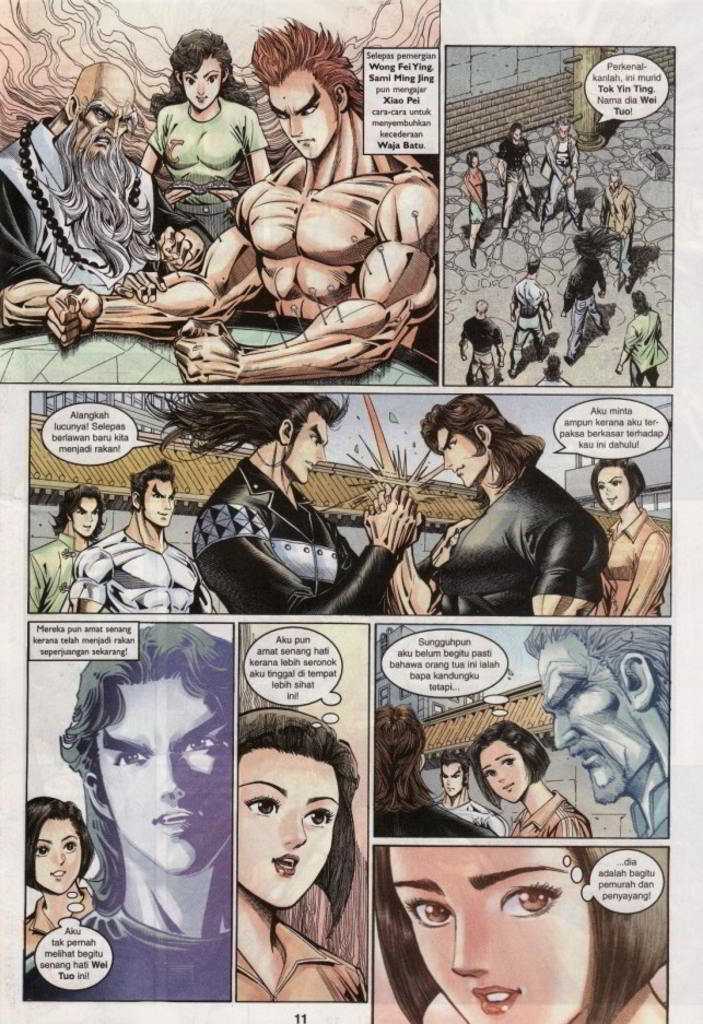 Selepas pemergian
Wong Fei Ying,
Sami Ming Jing
pun mengajar
Xiao Pei
cara-cara untuk
menyembuhkan
kecederaan
Waja Batu.
Perkenal-
kanlah, ini murid
Tok Yin Ting.
Nama dia Wei
Tuo!
Alangkah
lucunya! Selepas
berlawan baru kita
menjadi rakan!
Aku minta
ampun kerana aku ter-
paksa berkasar terhadap
kau ini dahulu!
Mereka pun amat senang
kerana telah menjadi rakan
seperjuangan sekarang!
Aku
tak pernah
melihat begitu
senang hati Wei
Tuo ini!
Aku pun
amat senang hati
kerana lebih seronok
aku tinggal di tempat
lebih sihat
ini!
Sungguhpun
aku belum begitu pasti
bahawa orang tua ini ialah
bapa kandungku
tetapi...
...dia
adalah bagitu
pemurah dan
penyayang!
11